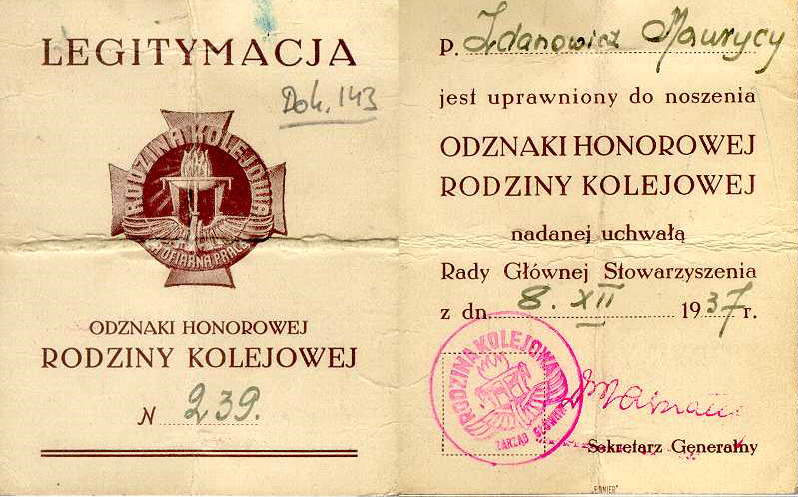 LEGITYMACJA
Dok. 143
RODZINA KOLEJOWA
OFIARNA PRACA
ODZNAKI HONOROWEJ
RODZINY KOLEJOWEJ
N 239.
P. Zdanowicz Maurycy
jest uprawniony do noszenia
ODZNAKI HONOROWEJ
RODZINY KOLEJOWEJ
nadanej uchwałą
Rady Głównej Stowarzyszenia
z dn. 8. XII 1937 r.
RODZINA KOLEJOWA
ZARZĄD GŁÓWNY
Sekretarz Generalny
"PIONIER"